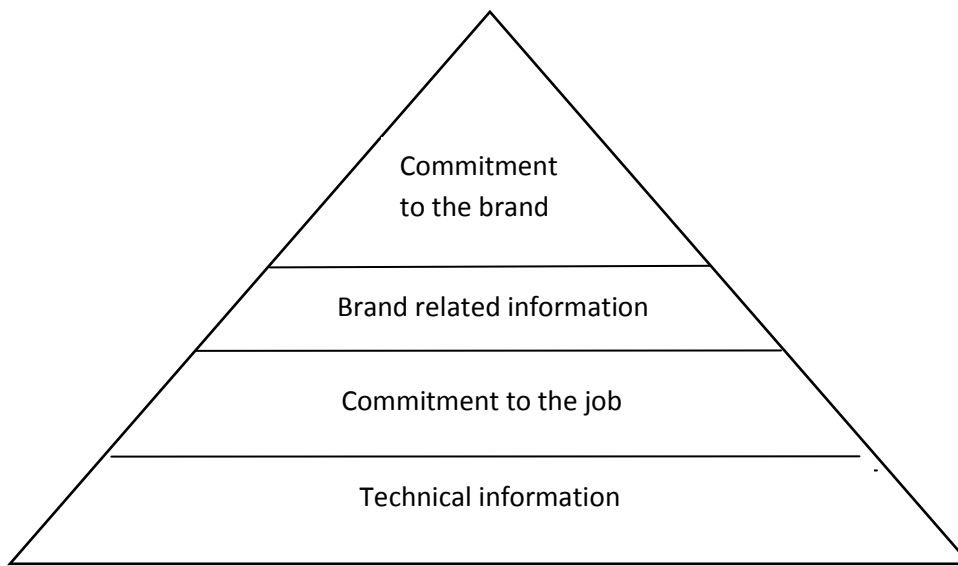 Commitment
to the brand
Brand related information
Commitment to the job
Technical information